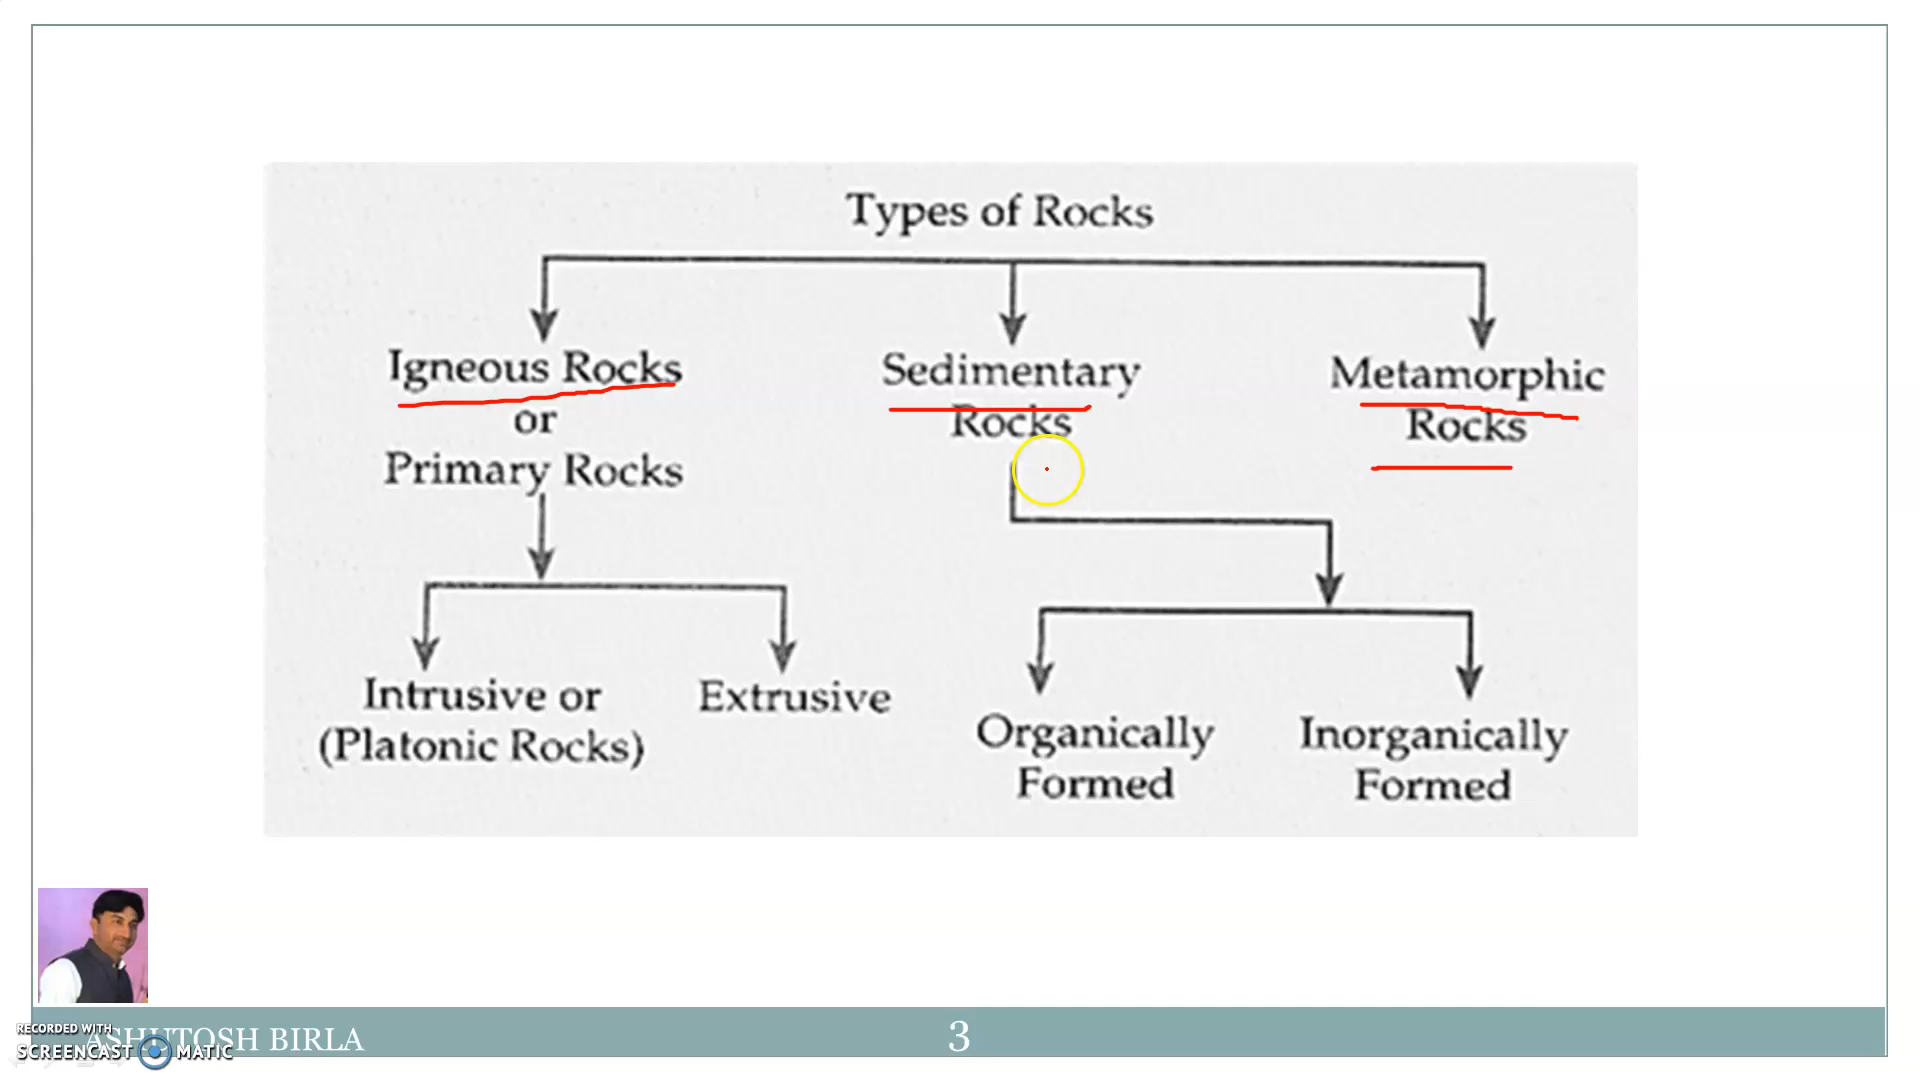 Types of Rocks
Igneous Rocks
or
Primary Rocks
Sedimentary
Rocks
Metamorphic
Rocks
Intrusive or
(Platonic Rocks)
Extrusive
Organically
Formed
Inorganically
Formed
RECORDED WITH
ASHUTOSH BIRLA
SCREENCAST MATIC
3